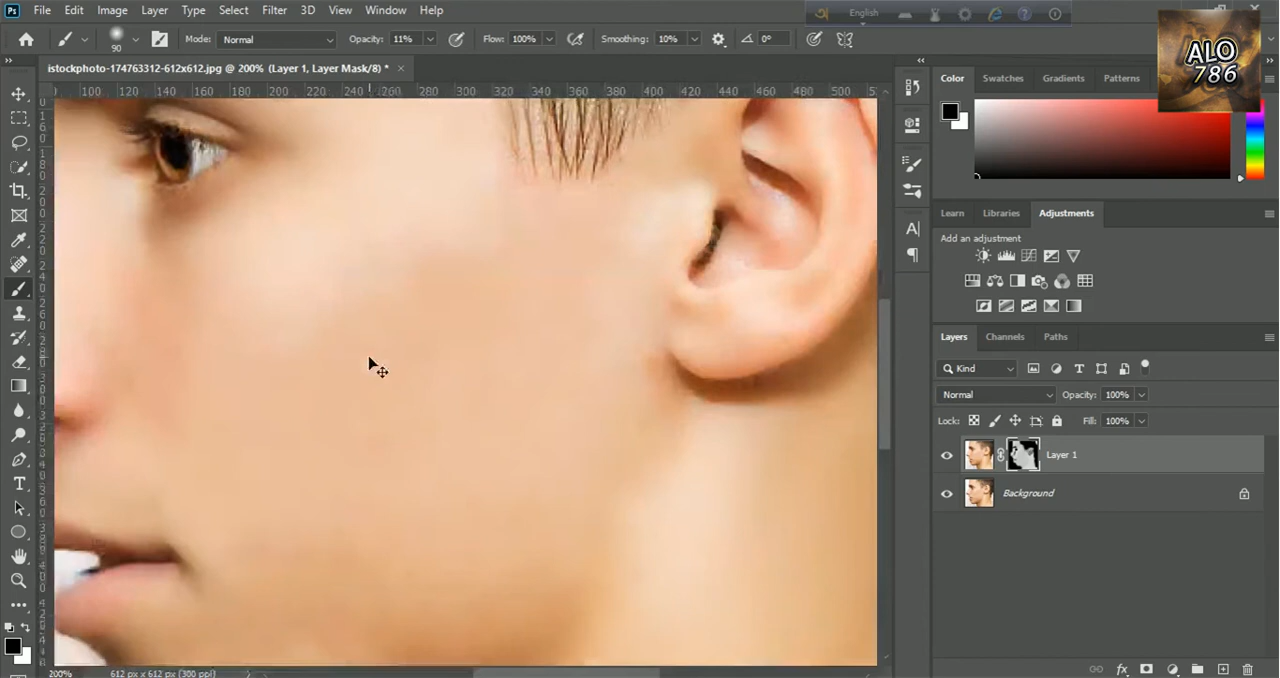 Ps File Edit Image Layer Type Select Filter 3D View Window Help
English
ALO
786
90 Mode: Normal Opacity: 11% Flow: 100% Smoothing: 10% 0°
istockphoto-174763312-612x612.jpg @ 200% (Layer 1, Layer Mask/8) * ×
100 120 140 160 180 200 220 240 260 280 300 320 340 360 380 400 420 440 460 480 500
Color Swatches Gradients Patterns
Learn Libraries Adjustments
Add an adjustment
Layers Channels Paths
Kind
Normal Opacity: 100%
Lock: Fill: 100%
Layer 1
Background
200% 612 px x 612 px (300 ppi)